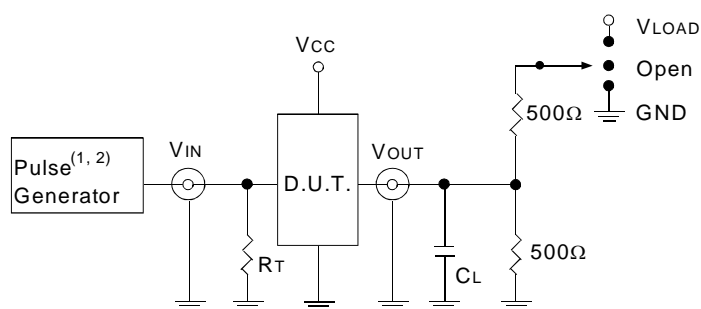 VLOAD
VCC
Open
500Ω
GND
VIN
VOUT
Pulse(1, 2)
Generator
D.U.T.
RT
CL
500Ω